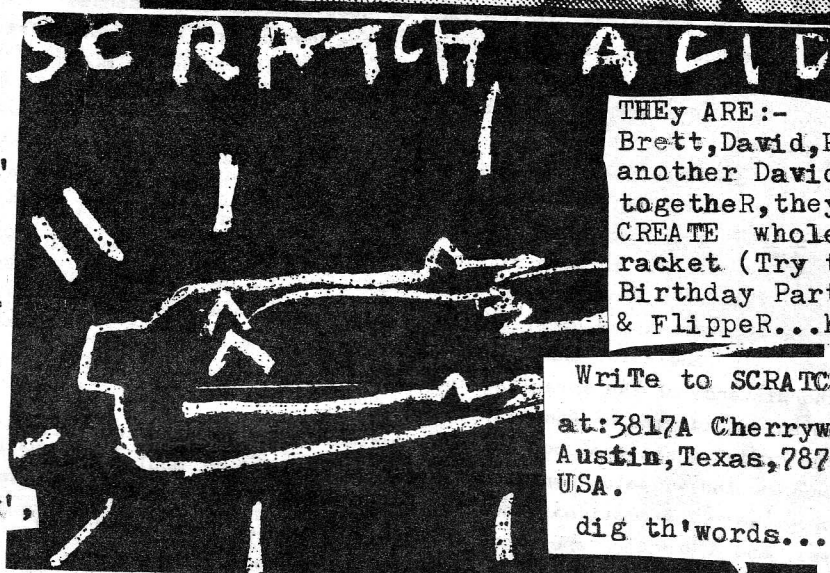 SCRATCH ACID
THEy ARE:-
Brett,David,
another David
togetheR,they
CREATE whole
racket (Try
Birthday Part
& FlippeR...
WriTe to SCRATC
at:3817A Cherryw
Austin,Texas,787
USA.
dig th'words...